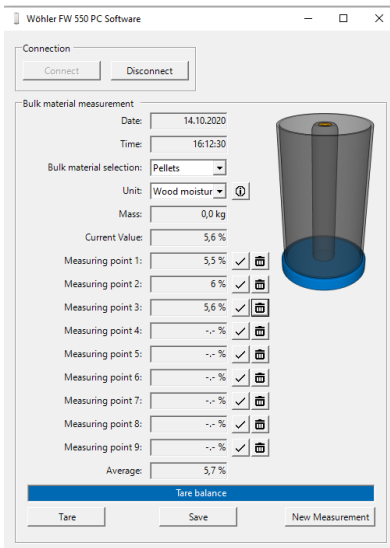 Wöhler FW 550 PC Software
Connection
Connect Disconnect
Bulk material measurement
Date: 14.10.2020
Time: 16:12:30
Bulk material selection: Pellets
Unit: Wood moistur
Mass: 0,0 kg
Current Value: 5,6 %
Measuring point 1: 5,5 %
Measuring point 2: 6 %
Measuring point 3: 5,6 %
Measuring point 4: -,- %
Measuring point 5: -,- %
Measuring point 6: -,- %
Measuring point 7: -,- %
Measuring point 8: -,- %
Measuring point 9: -,- %
Average: 5,7 %
Tare balance
Tare Save New Measurement